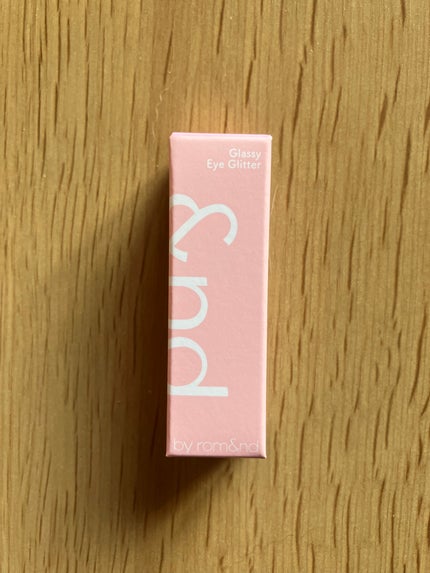 Glassy
Eye Glitter
&nd
by rom&nd